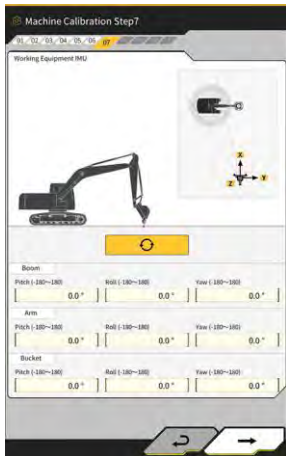 Machine Calibration Step7
01 02 03 04 05 06 07
Working Equipment IMU
X
Z Y
Boom
Pitch (-180~180) Roll (-180~180) Yaw (-180~180)
[ 0.0 ° ] [ 0.0 ° ] [ 0.0 ° ]
Arm
Pitch (-180~180) Roll (-180~180) Yaw (-180~180)
[ 0.0 ° ] [ 0.0 ° ] [ 0.0 ° ]
Bucket
Pitch (-180~180) Roll (-180~180) Yaw (-180~180)
[ 0.0 ° ] [ 0.0 ° ] [ 0.0 ° ]